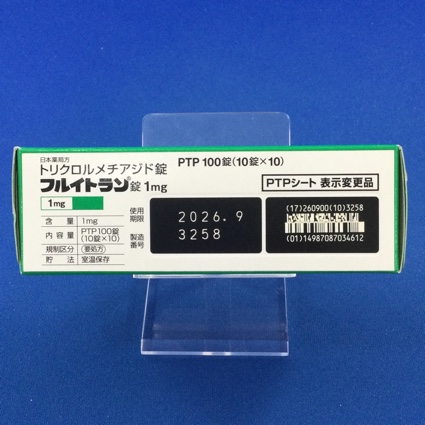 日本薬局方
トリクロルメチアジド錠
フルイトラン®錠 1mg
PTP 100錠(10錠×10)
1mg
PTPシート 表示変更品
含量 1mg
内容量 PTP100錠
(10錠×10)
規制区分 (要処方)
貯法 室温保存
使用
期限
2026.9
製造
番号
3258
(17)260900(10)3258
(01)14987087034612